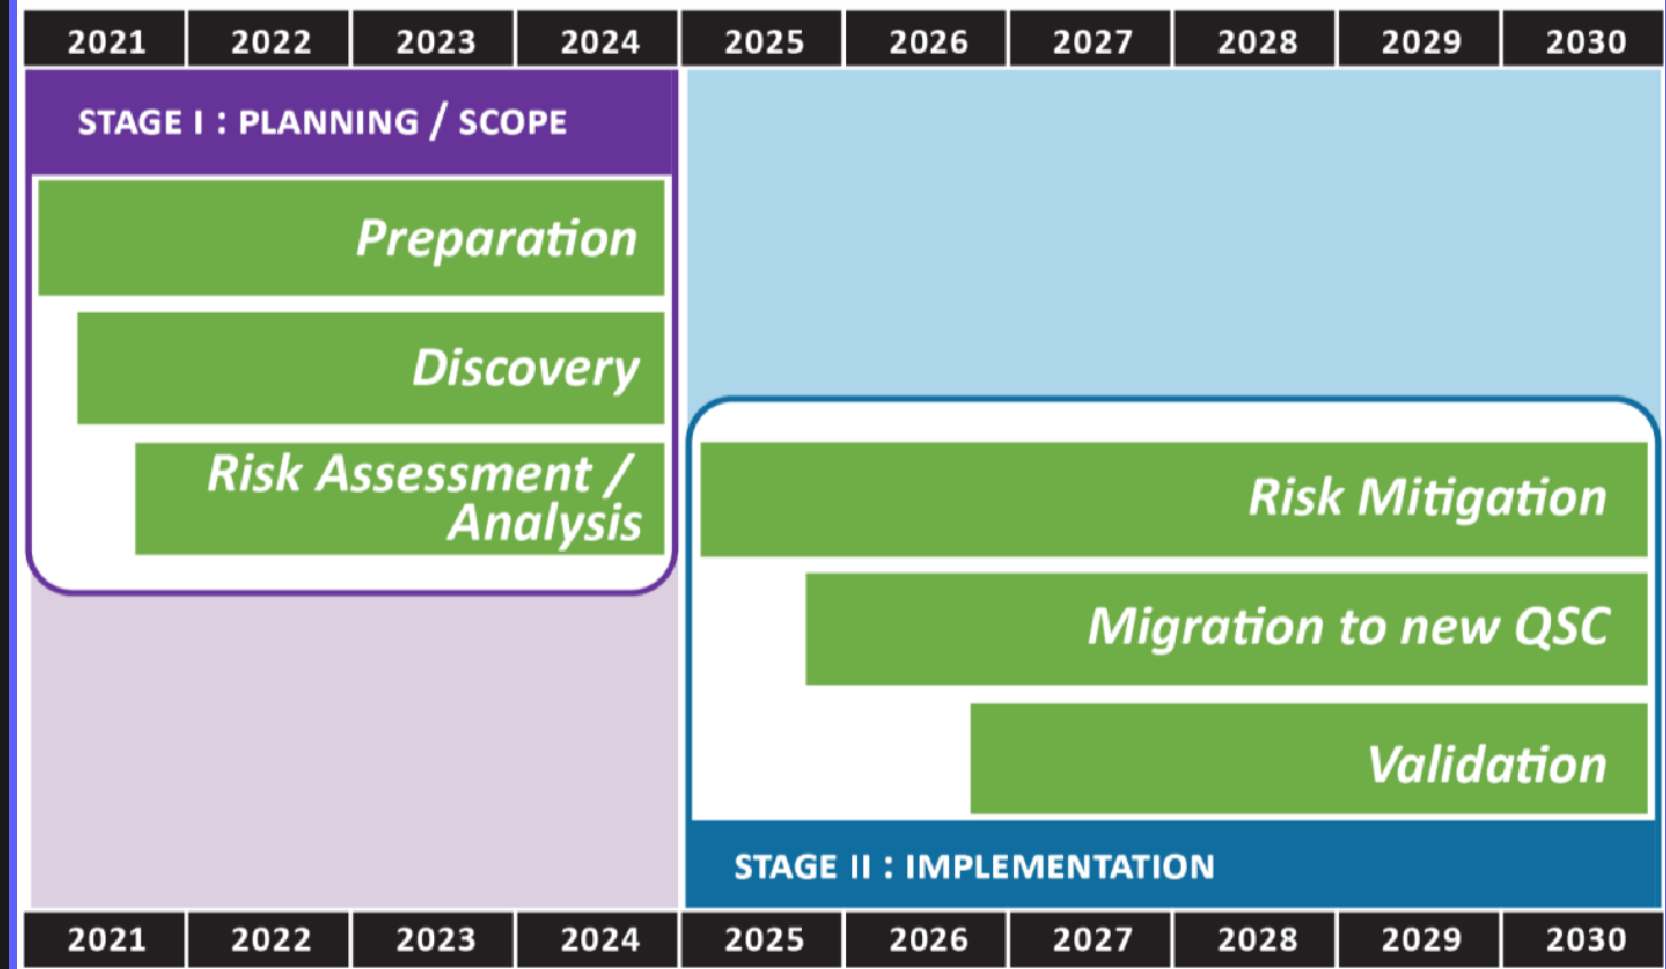 2021 2022 2023 2024 2025 2026 2027 2028 2029 2030
STAGE I : PLANNING / SCOPE
Preparation
Discovery
Risk Assessment /
Analysis
Risk Mitigation
Migration to new QSC
Validation
STAGE II : IMPLEMENTATION
2021 2022 2023 2024 2025 2026 2027 2028 2029 2030